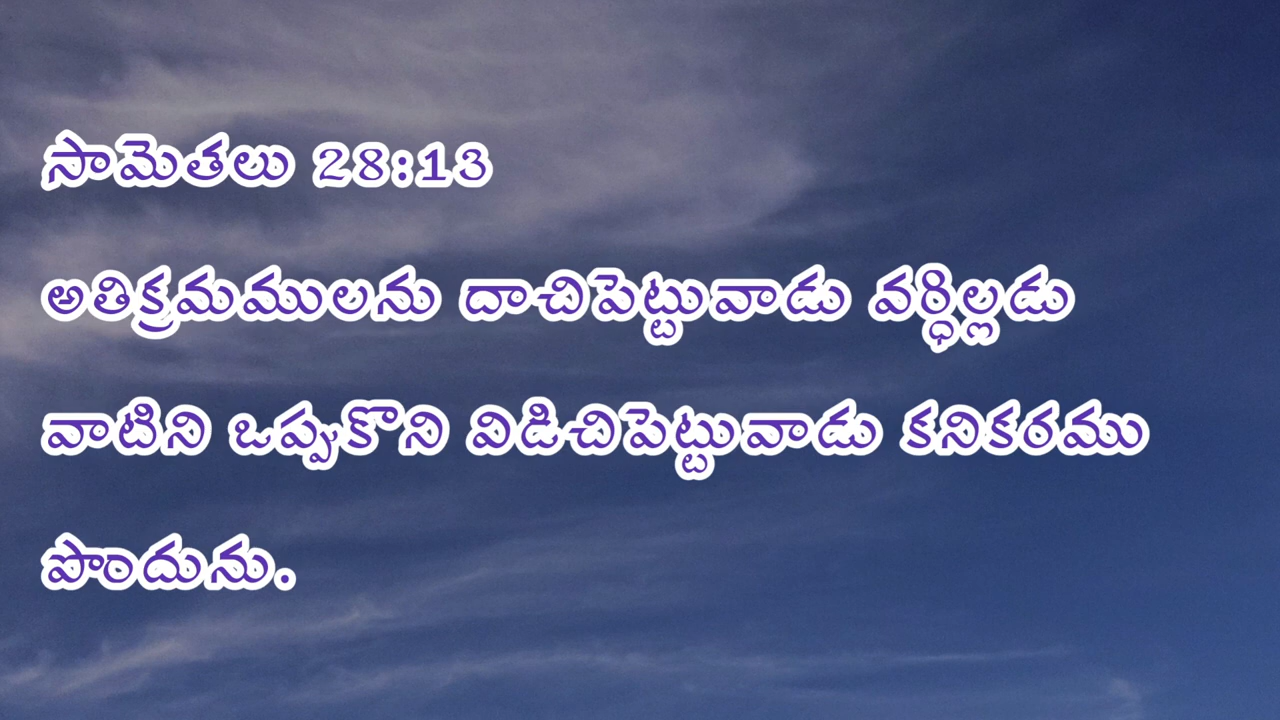 సామెతలు 28:13
అతిక్రమములను దాచిపెట్టువాడు వర్ధిల్లడు
వాటిని ఒప్పుకొని విడిచిపెట్టువాడు కనికరము
పొందును.